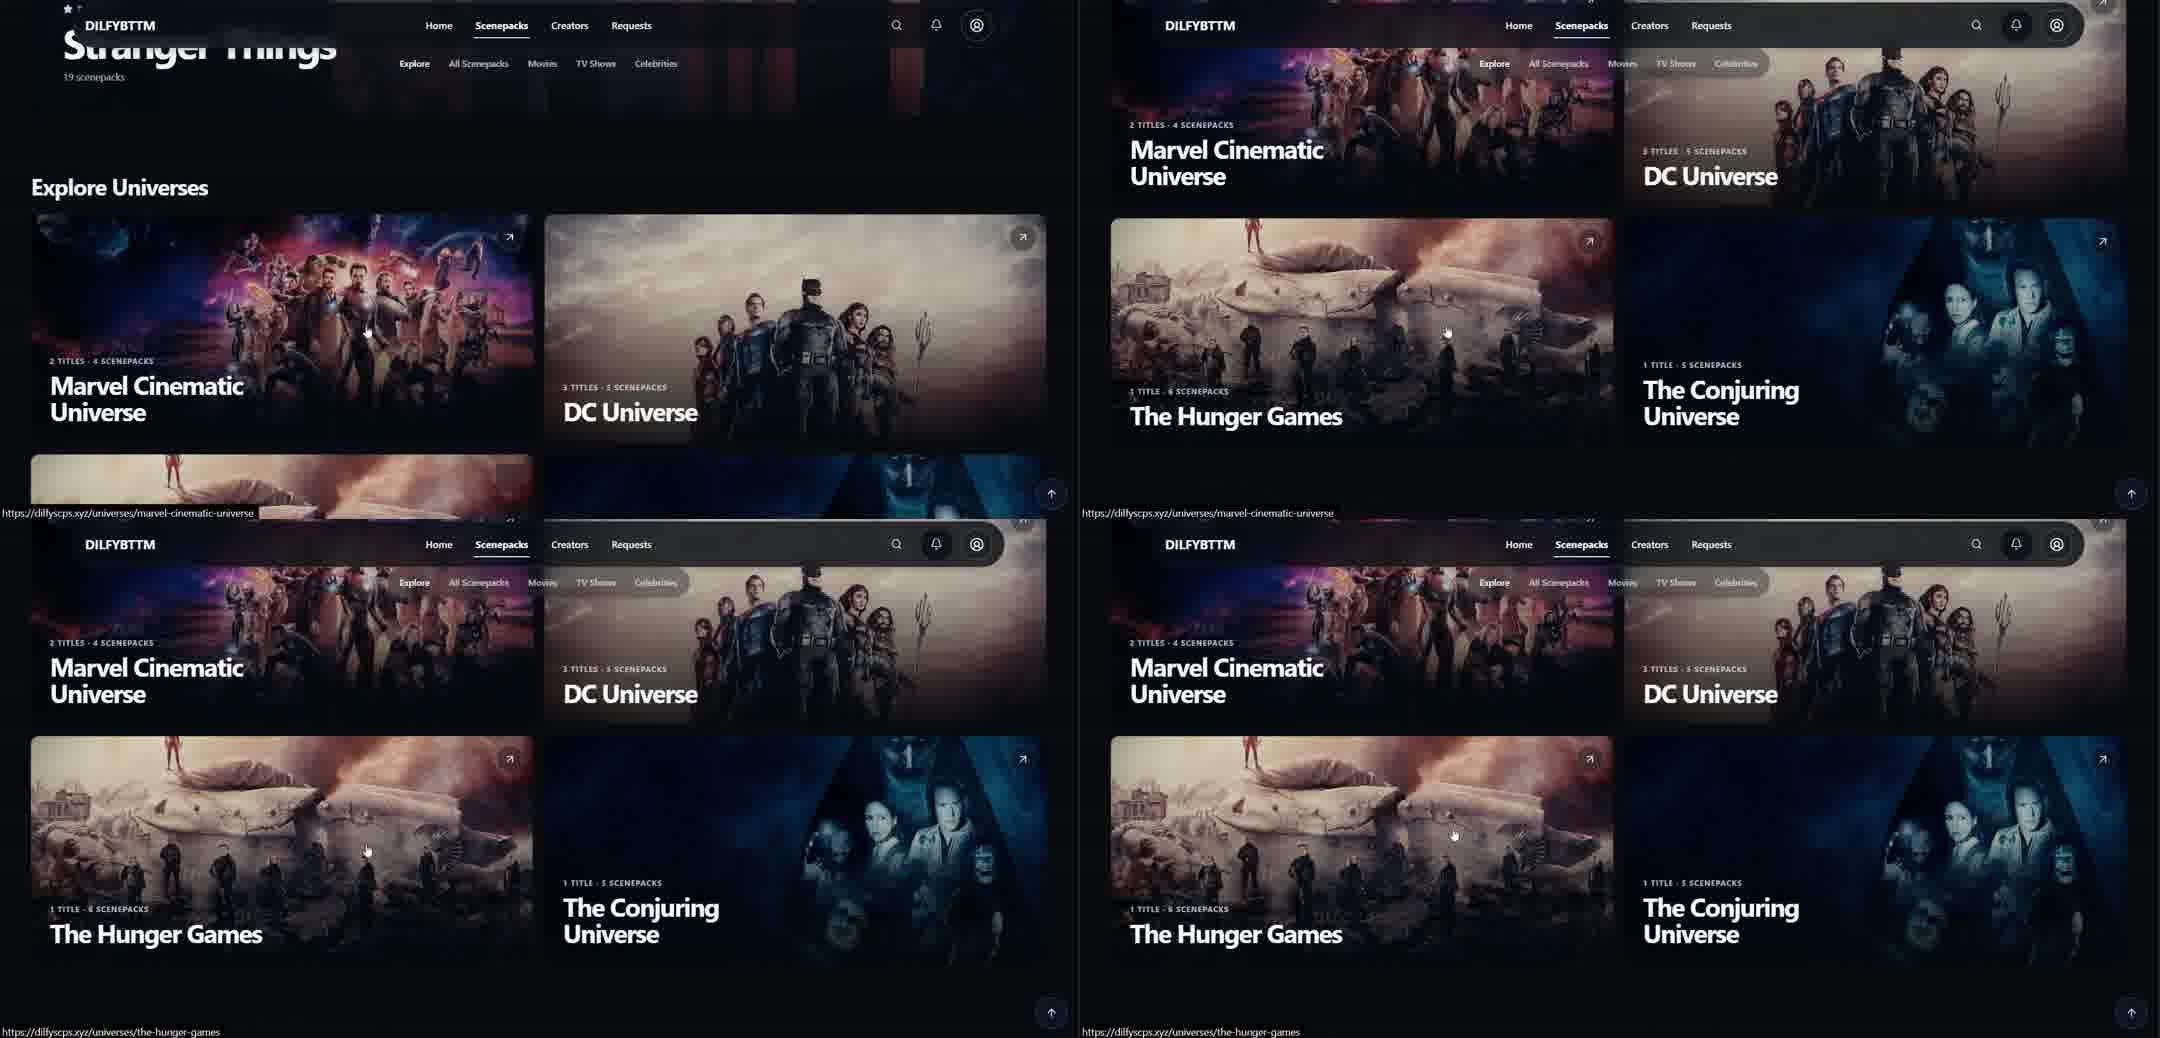 DILFYBTTM
Home Scenepacks Creators Requests
Stranger Things
19 scenepacks
Explore All Scenepacks Movies TV Shows Celebrities
Explore Universes
2 TITLES · 4 SCENEPACKS
Marvel Cinematic
Universe
3 TITLES · 5 SCENEPACKS
DC Universe
https://dilfyscps.xyz/universes/marvel-cinematic-universe
DILFYBTTM
Home Scenepacks Creators Requests
Explore All Scenepacks Movies TV Shows Celebrities
2 TITLES · 4 SCENEPACKS
Marvel Cinematic
Universe
3 TITLES · 5 SCENEPACKS
DC Universe
1 TITLE · 6 SCENEPACKS
The Hunger Games
1 TITLE · 5 SCENEPACKS
The Conjuring
Universe
https://dilfyscps.xyz/universes/marvel-cinematic-universe
DILFYBTTM
Home Scenepacks Creators Requests
Explore All Scenepacks Movies TV Shows Celebrities
2 TITLES · 4 SCENEPACKS
Marvel Cinematic
Universe
3 TITLES · 5 SCENEPACKS
DC Universe
1 TITLE · 6 SCENEPACKS
The Hunger Games
1 TITLE · 5 SCENEPACKS
The Conjuring
Universe
https://dilfyscps.xyz/universes/the-hunger-games
DILFYBTTM
Home Scenepacks Creators Requests
Explore All Scenepacks Movies TV Shows Celebrities
2 TITLES · 4 SCENEPACKS
Marvel Cinematic
Universe
3 TITLES · 5 SCENEPACKS
DC Universe
1 TITLE · 6 SCENEPACKS
The Hunger Games
1 TITLE · 5 SCENEPACKS
The Conjuring
Universe
https://dilfyscps.xyz/universes/the-hunger-games